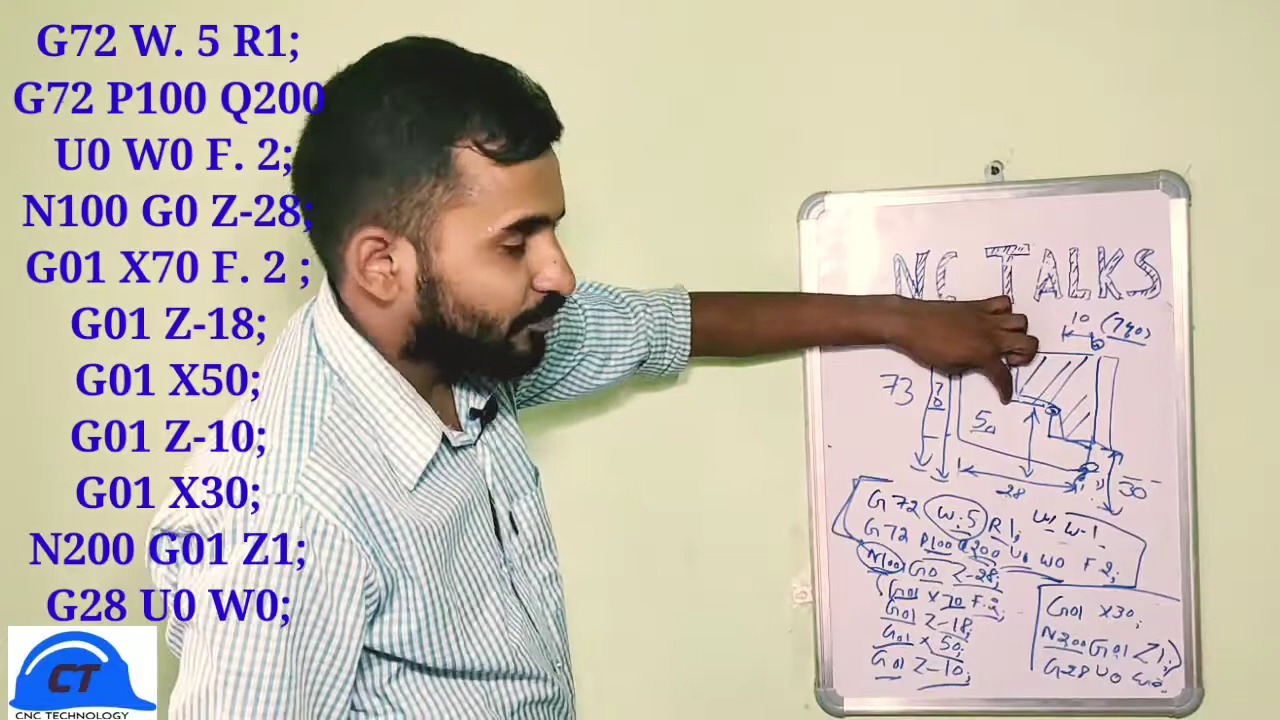 G72 W. 5 R1;
G72 P100 Q200
U0 W0 F. 2;
N100 G0 Z-28;
G01 X70 F. 2 ;
G01 Z-18;
G01 X50;
G01 Z-10;
G01 X30;
N200 G01 Z1;
G28 U0 W0;
CT
CNC TECHNOLOGY
NC TALKS
10
73
50
28
30
G72 W.5 R1;
G72 P100 Q200 U0 W0 F.2;
N100 G0 Z-28;
G01 X70 F.2;
G01 Z-18;
G01 X50;
G01 Z-10;
G01 X30;
N200 G01 Z1;
G28 U0 W0;